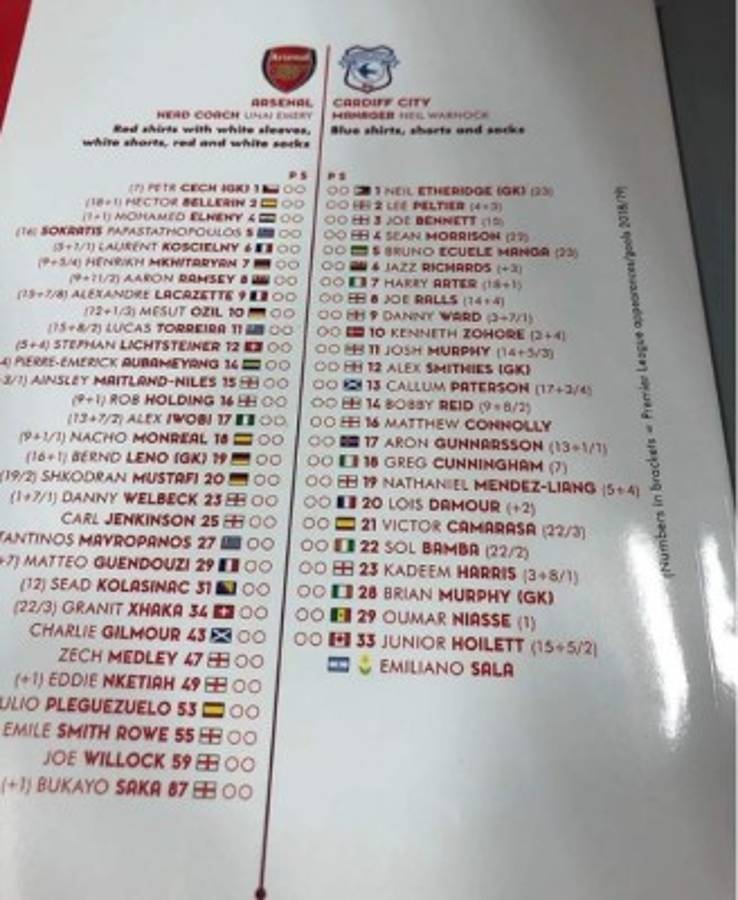 Arsenal
ARSENAL
HEAD COACH UNAI EMERY
Red shirts with white sleeves,
white shorts, red and white socks
P S
(7) PETR CECH (GK) 1
(18+1) HECTOR BELLERIN 2
(1+1) MOHAMED ELNENY 4
(16) SOKRATIS PAPASTATHOPOULOS 5
(5+1/1) LAURENT KOSCIELNY 6
(9+5/4) HENRIKH MKHITARYAN 7
(9+11/2) AARON RAMSEY 8
(15+7/8) ALEXANDRE LACAZETTE 9
(12+1/3) MESUT OZIL 10
(15+8/2) LUCAS TORREIRA 11
(5+4) STEPHAN LICHTSTEINER 12
4) PIERRE-EMERICK AUBAMEYANG 14
3/1) AINSLEY MAITLAND-NILES 15
(9+1) ROB HOLDING 16
(13+7/2) ALEX IWOBI 17
(9+1/1) NACHO MONREAL 18
(16+1) BERND LENO (GK) 19
(19/2) SHKODRAN MUSTAFI 20
(1+7/1) DANNY WELBECK 23
CARL JENKINSON 25
TANTINOS MAVROPANOS 27
+7) MATTEO GUENDOUZI 29
(12) SEAD KOLASINAC 31
(22/3) GRANIT XHAKA 34
CHARLIE GILMOUR 43
ZECH MEDLEY 47
(+1) EDDIE NKETIAH 49
ULIO PLEGUEZUELO 53
EMILE SMITH ROWE 55
JOE WILLOCK 59
(+1) BUKAYO SAKA 87
CARDIFF CITY
MANAGER NEIL WARNOCK
Blue shirts, shorts and socks
P S
1 NEIL ETHERIDGE (GK) (23)
2 LEE PELTIER (4+3)
3 JOE BENNETT (15)
4 SEAN MORRISON (22)
5 BRUNO ECUELE MANGA (23)
6 JAZZ RICHARDS (+3)
7 HARRY ARTER (18+1)
8 JOE RALLS (14+4)
9 DANNY WARD (3+7/1)
10 KENNETH ZOHORE (3+4)
11 JOSH MURPHY (14+5/3)
12 ALEX SMITHIES (GK)
13 CALLUM PATERSON (17+3/4)
14 BOBBY REID (9+8/2)
16 MATTHEW CONNOLLY
17 ARON GUNNARSSON (13+1/1)
18 GREG CUNNINGHAM (7)
19 NATHANIEL MENDEZ-LIANG (5+4)
20 LOIS DAMOUR (+2)
21 VICTOR CAMARASA (22/3)
22 SOL BAMBA (22/2)
23 KADEEM HARRIS (3+8/1)
28 BRIAN MURPHY (GK)
29 OUMAR NIASSE (1)
33 JUNIOR HOILETT (15+5/2)
EMILIANO SALA
(Numbers in brackets = Premier League appearances/goals 2018/19)